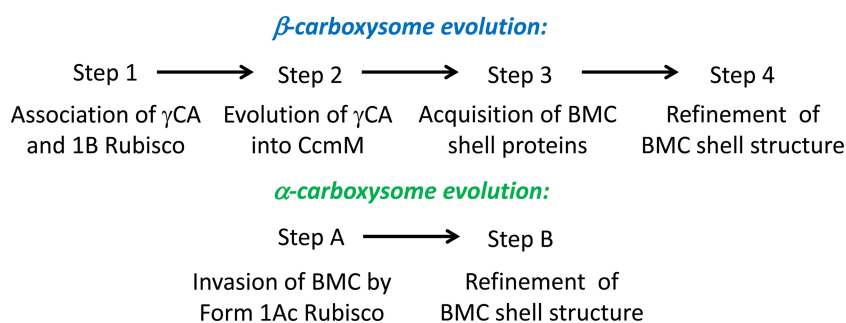 β-carboxysome evolution:
Step 1 Step 2 Step 3 Step 4
Association of γCA Evolution of γCA Acquisition of BMC Refinement of
and 1B Rubisco into CcmM shell proteins BMC shell structure
α-carboxysome evolution:
Step A Step B
Invasion of BMC by Refinement of
Form 1Ac Rubisco BMC shell structure